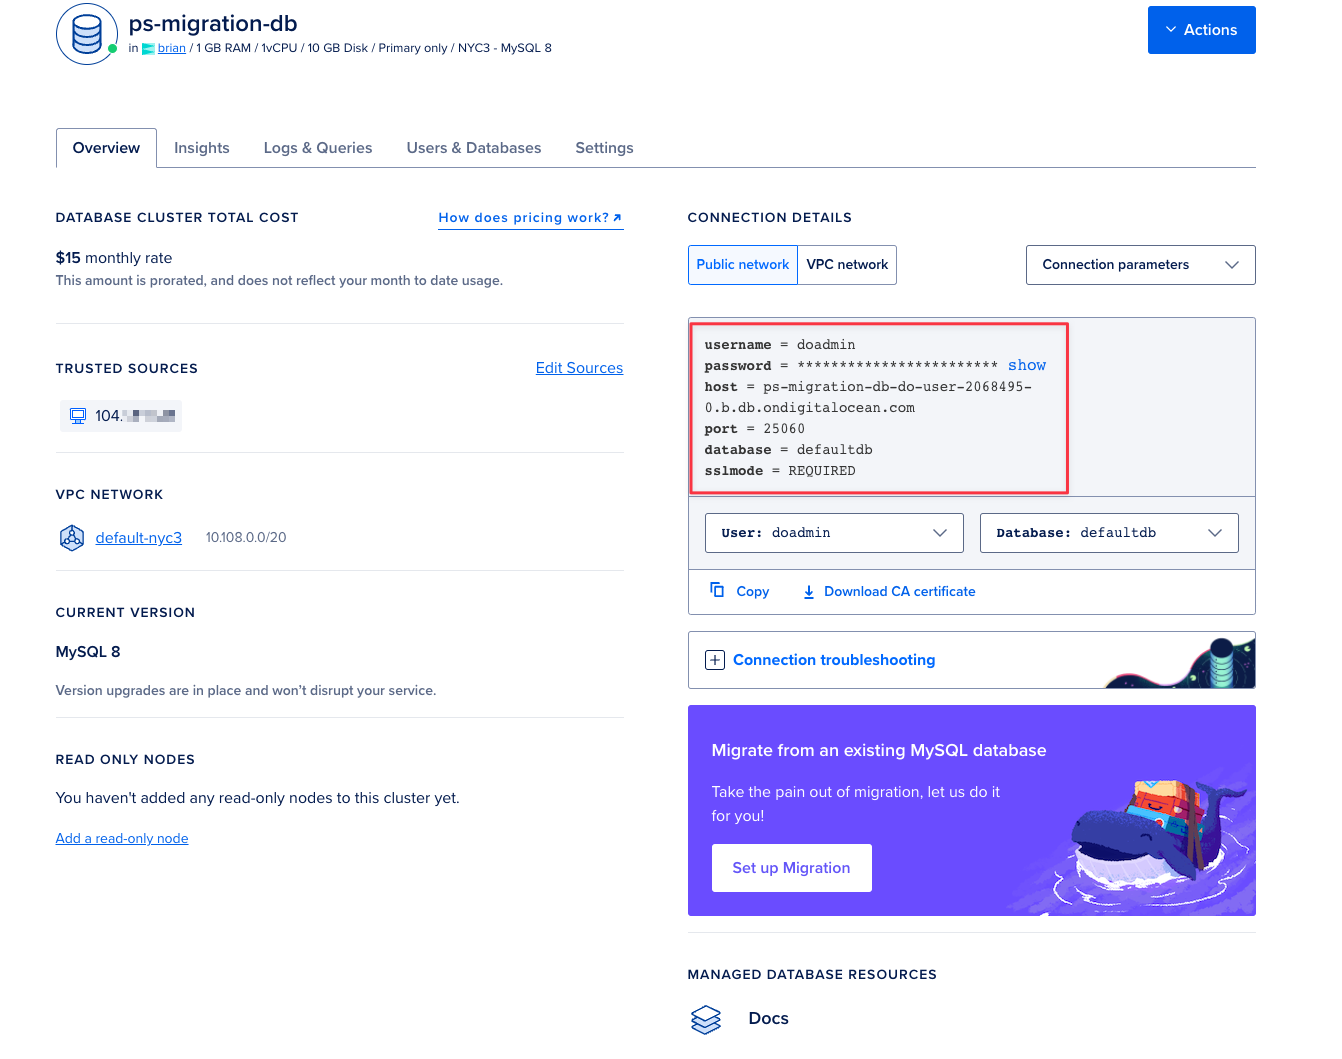 ps-migration-db
in brian / 1 GB RAM / 1vCPU / 10 GB Disk / Primary only / NYC3 - MySQL 8
Actions
Overview
Insights
Logs & Queries
Users & Databases
Settings
DATABASE CLUSTER TOTAL COST
How does pricing work?
$15 monthly rate
This amount is prorated, and does not reflect your month to date usage.
TRUSTED SOURCES
Edit Sources
104.
VPC NETWORK
default-nyc3
10.108.0.0/20
CURRENT VERSION
MySQL 8
Version upgrades are in place and won't disrupt your service.
READ ONLY NODES
You haven't added any read-only nodes to this cluster yet.
Add a read-only node
CONNECTION DETAILS
Public network
VPC network
Connection parameters
username = doadmin
password = ************************ show
host = ps-migration-db-do-user-2068495-
0.b.db.ondigitalocean.com
port = 25060
database = defaultdb
sslmode = REQUIRED
User: doadmin
Database: defaultdb
Copy
Download CA certificate
Connection troubleshooting
Migrate from an existing MySQL database
Take the pain out of migration, let us do it
for you!
Set up Migration
MANAGED DATABASE RESOURCES
Docs